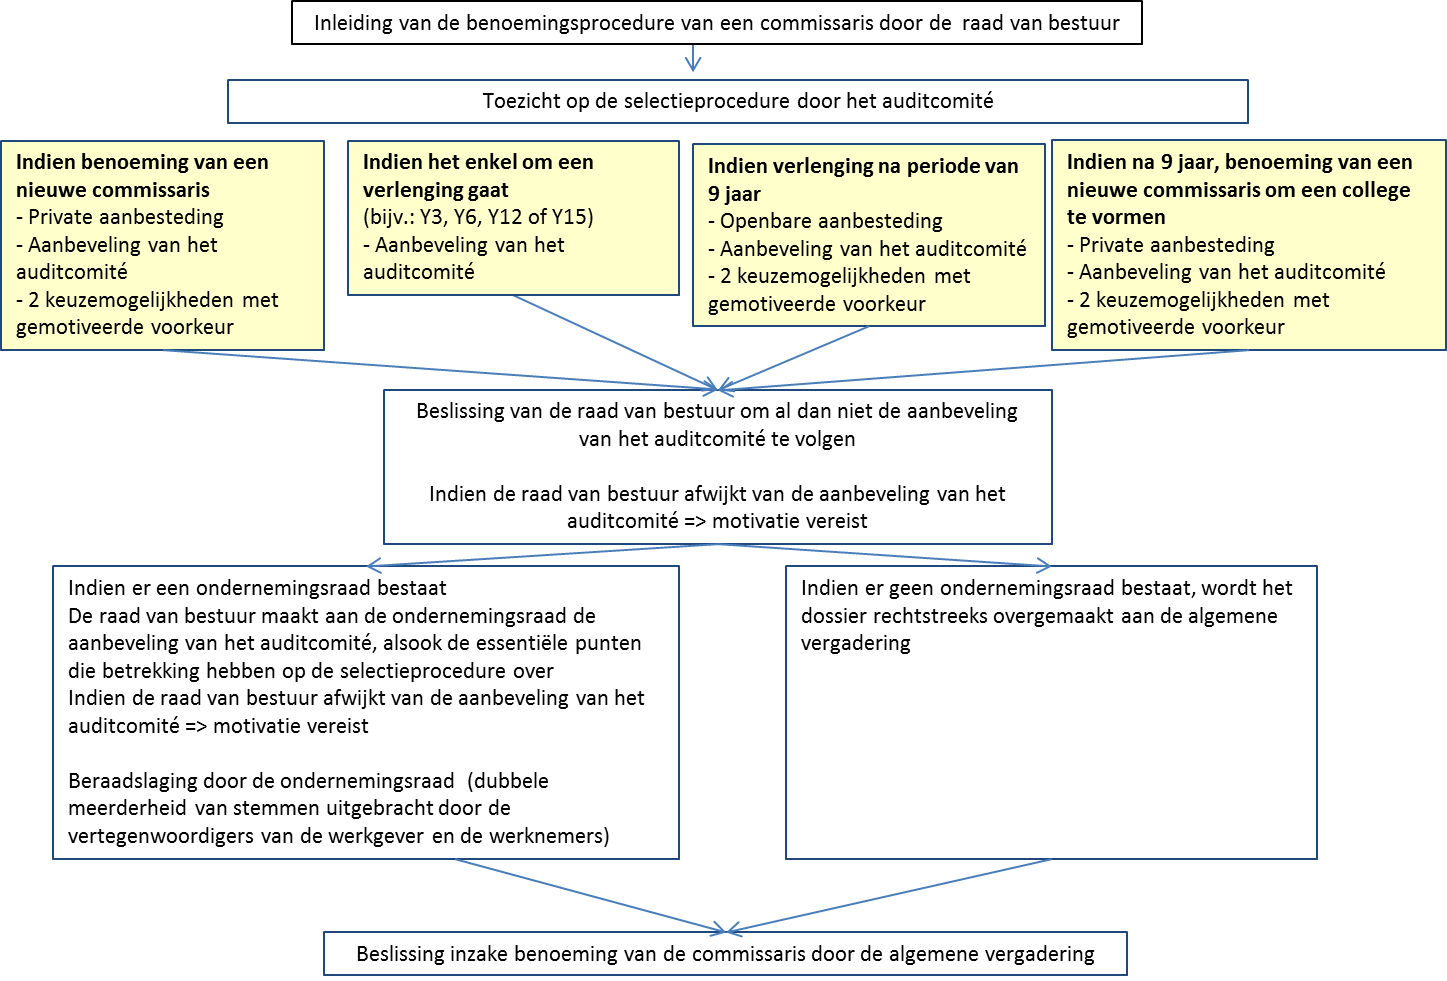 Inleiding van de benoemingsprocedure van een commissaris door de raad van bestuur
Toezicht op de selectieprocedure door het auditcomité
Indien benoeming van een
nieuwe commissaris
- Private aanbesteding
- Aanbeveling van het
auditcomité
- 2 keuzemogelijkheden met
gemotiveerde voorkeur
Indien het enkel om een
verlenging gaat
(bijv.: Y3, Y6, Y12 of Y15)
- Aanbeveling van het
auditcomité
Indien verlenging na periode van
9 jaar
- Openbare aanbesteding
- Aanbeveling van het auditcomité
- 2 keuzemogelijkheden met
gemotiveerde voorkeur
Indien na 9 jaar, benoeming van een
nieuwe commissaris om een college
te vormen
- Private aanbesteding
- Aanbeveling van het auditcomité
- 2 keuzemogelijkheden met
gemotiveerde voorkeur
Beslissing van de raad van bestuur om al dan niet de aanbeveling
van het auditcomité te volgen
Indien de raad van bestuur afwijkt van de aanbeveling van het
auditcomité => motivatie vereist
Indien er een ondernemingsraad bestaat
De raad van bestuur maakt aan de ondernemingsraad de
aanbeveling van het auditcomité, alsook de essentiële punten
die betrekking hebben op de selectieprocedure over
Indien de raad van bestuur afwijkt van de aanbeveling van het
auditcomité => motivatie vereist
Beraadslaging door de ondernemingsraad (dubbele
meerderheid van stemmen uitgebracht door de
vertegenwoordigers van de werkgever en de werknemers)
Indien er geen ondernemingsraad bestaat, wordt het
dossier rechtstreeks overgemaakt aan de algemene
vergadering
Beslissing inzake benoeming van de commissaris door de algemene vergadering